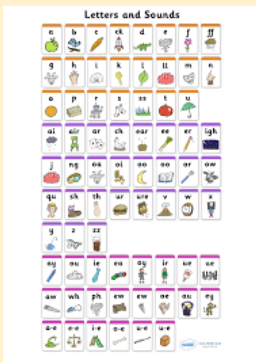 Letters and Sounds
a b c ck d e f ff
g h i k l ll m n
o p r s ss t u
ai air ar ch ear ee er igh
j ng oa oi oo oo or ow
qu sh th ur ure v w x
y z zz
ay ou ie ea oy ir ue ue
aw wh ph ew ew oe au ey
a-e e-e i-e o-e u-e u-e